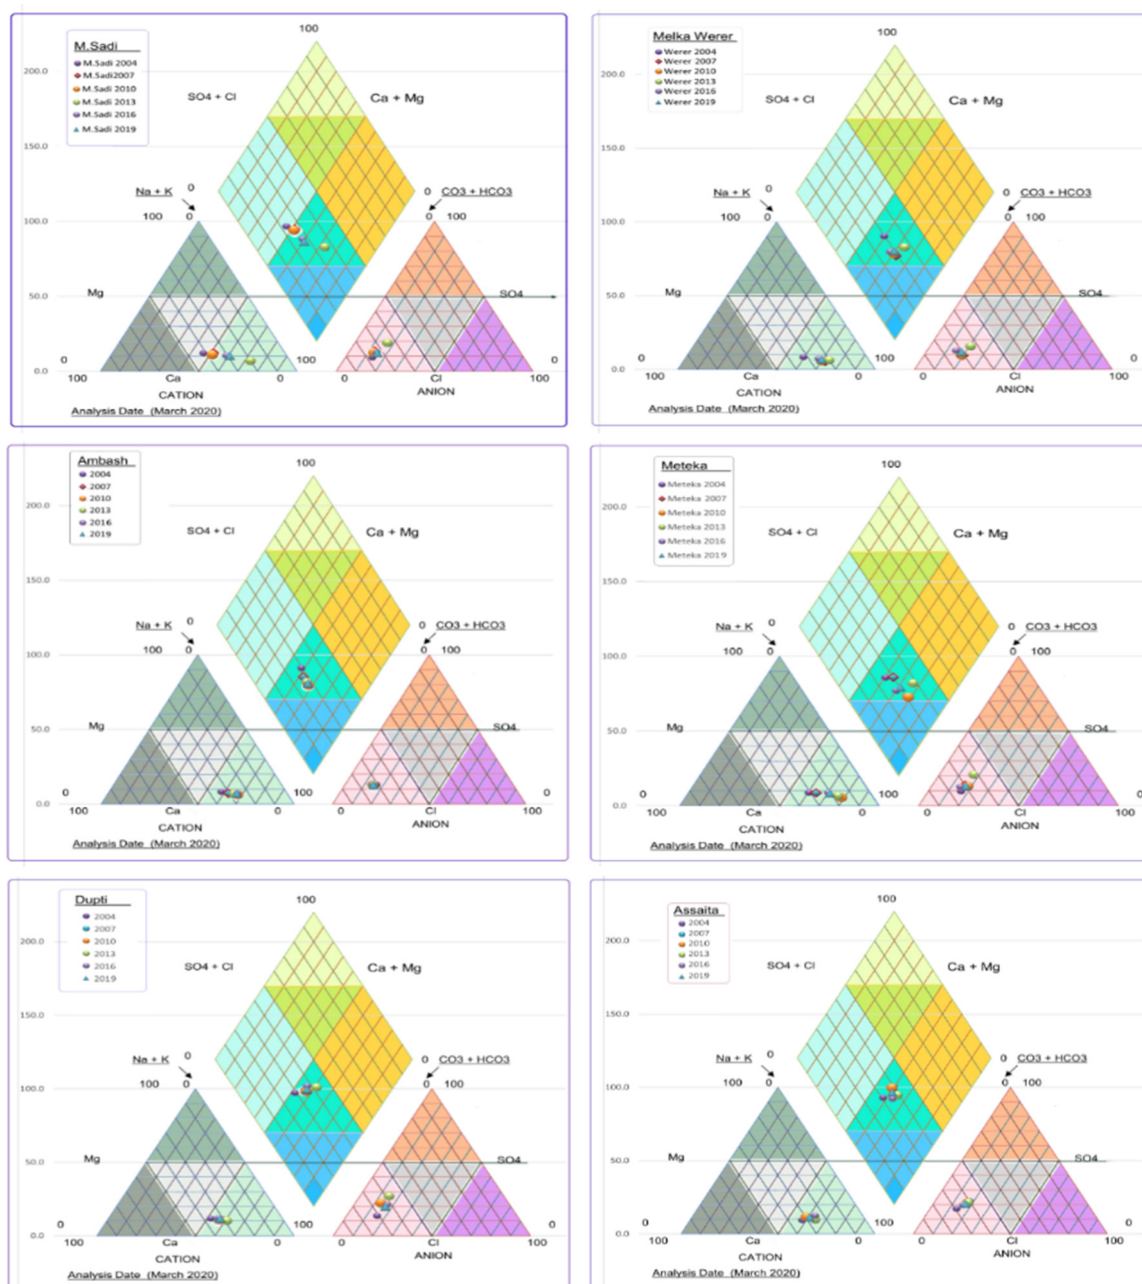 100
M.Sadi
M.Sadi 2004
M.Sadi2007
M.Sadi 2010
M.Sadi 2013
M.Sadi 2016
M.Sadi 2019
200.0
SO4 + Cl
Ca + Mg
150.0
Na + K
0
0
CO3 + HCO3
100
0
0
100
100.0
Mg
50.0
SO4
0
0.0
100
0
100
Ca
0
0
Cl
100
CATION
ANION
Analysis Date (March 2020)
100
Melka Werer
Werer 2004
Werer 2007
Werer 2010
Werer 2013
Werer 2016
Werer 2019
200.0
SO4 + Cl
Ca + Mg
150.0
Na + K
0
0
CO3 + HCO3
100
0
0
100
100.0
Mg
50.0
SO4
0
0.0
100
0
100
Ca
0
0
Cl
100
CATION
ANION
Analysis Date (March 2020)
Ambash
100
2004
2007
2010
2013
2016
2019
200.0
SO4 + Cl
Ca + Mg
150.0
Na + K
0
0
CO3 + HCO3
100
0
0
100
100.0
Mg
50.0
SO4
0
0.0
100
0
100
Ca
0
0
Cl
100
CATION
ANION
Analysis Date (March 2020)
Meteka
100
Meteka 2004
Meteka 2007
Meteka 2010
Meteka 2013
Meteka 2016
Meteka 2019
200.0
SO4 + Cl
Ca + Mg
150.0
Na + K
0
0
CO3 + HCO3
100
0
0
100
100.0
Mg
50.0
SO4
0
0.0
100
0
100
Ca
0
0
Cl
100
CATION
ANION
Analysis Date (March 2020)
Dupti
100
2004
2007
2010
2013
2016
2019
200.0
SO4 + Cl
Ca + Mg
150.0
Na + K
0
0
CO3 + HCO3
100
0
0
100
100.0
Mg
50.0
SO4
0
0.0
100
0
100
Ca
0
0
Cl
100
CATION
ANION
Analysis Date (March 2020)
100
Assaita
2004
2007
2010
2013
2016
2019
200.0
SO4 + Cl
Ca + Mg
150.0
Na + K
0
0
CO3 + HCO3
100
0
0
100
100.0
Mg
50.0
SO4
0
0.0
100
0
100
Ca
0
0
Cl
100
CATION
ANION
Analysis Date (March 2020)